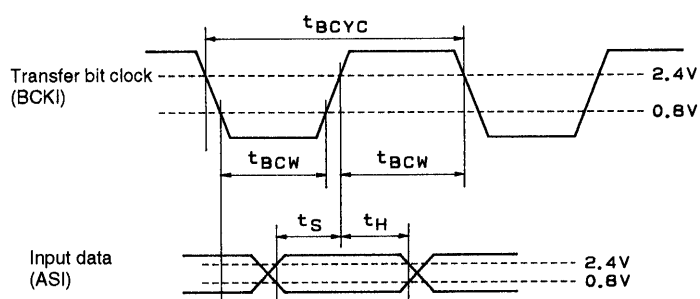 tBCYC
Transfer bit clock
(BCKI)
2.4V
0.8V
tBCW
tBCW
tS
tH
Input data
(ASI)
2.4V
0.8V